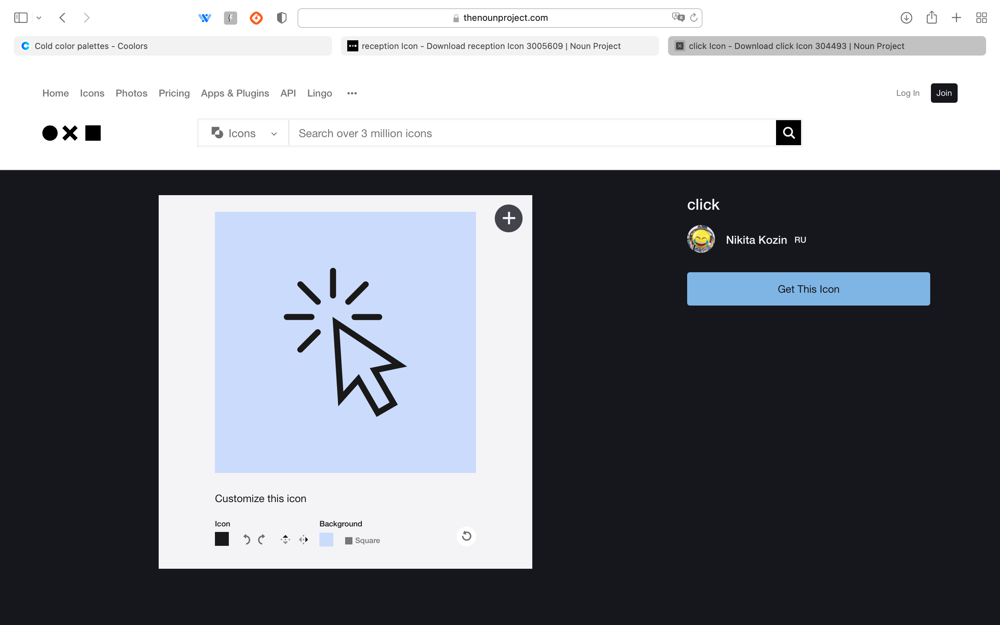 thenounproject.com
Cold color palettes - Coolors
reception Icon - Download reception Icon 3005609 | Noun Project
click Icon - Download click Icon 304493 | Noun Project
Home Icons Photos Pricing Apps & Plugins API Lingo •••
Log In Join
Icons Search over 3 million icons
click
Nikita Kozin RU
Get This Icon
Customize this icon
Icon Background
Square